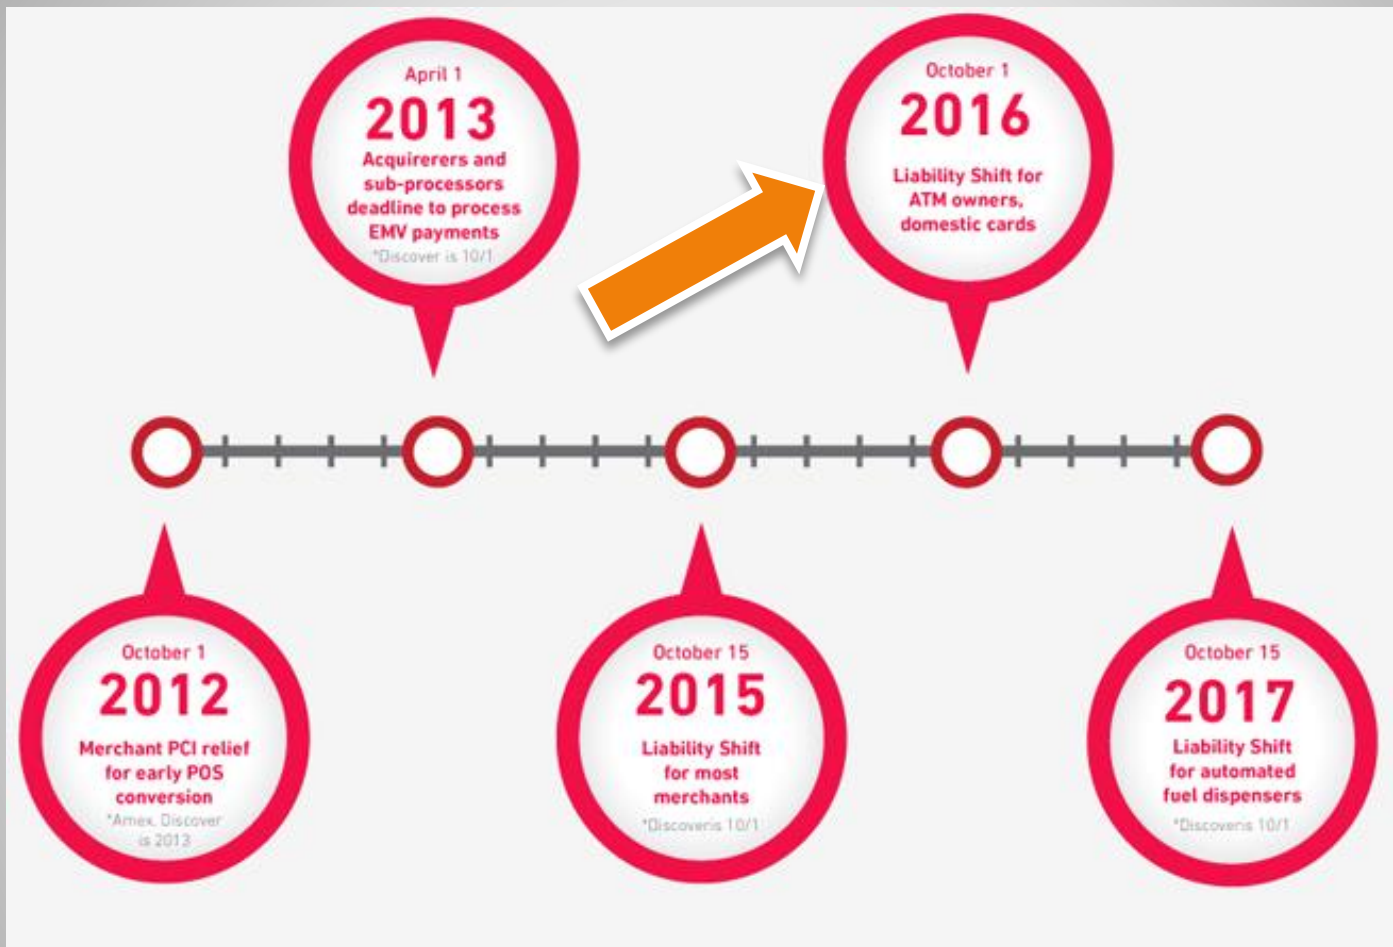 April 1
2013
Acquirerers and
sub-processors
deadline to process
EMV payments
*Discover is 10/1
October 1
2016
Liability Shift for
ATM owners,
domestic cards
October 1
2012
Merchant PCI relief
for early POS
conversion
*Amex, Discover
is 2013
October 15
2015
Liability Shift
for most
merchants
*Discoveris 10/1
October 15
2017
Liability Shift
for automated
fuel dispensers
*Discoveris 10/1